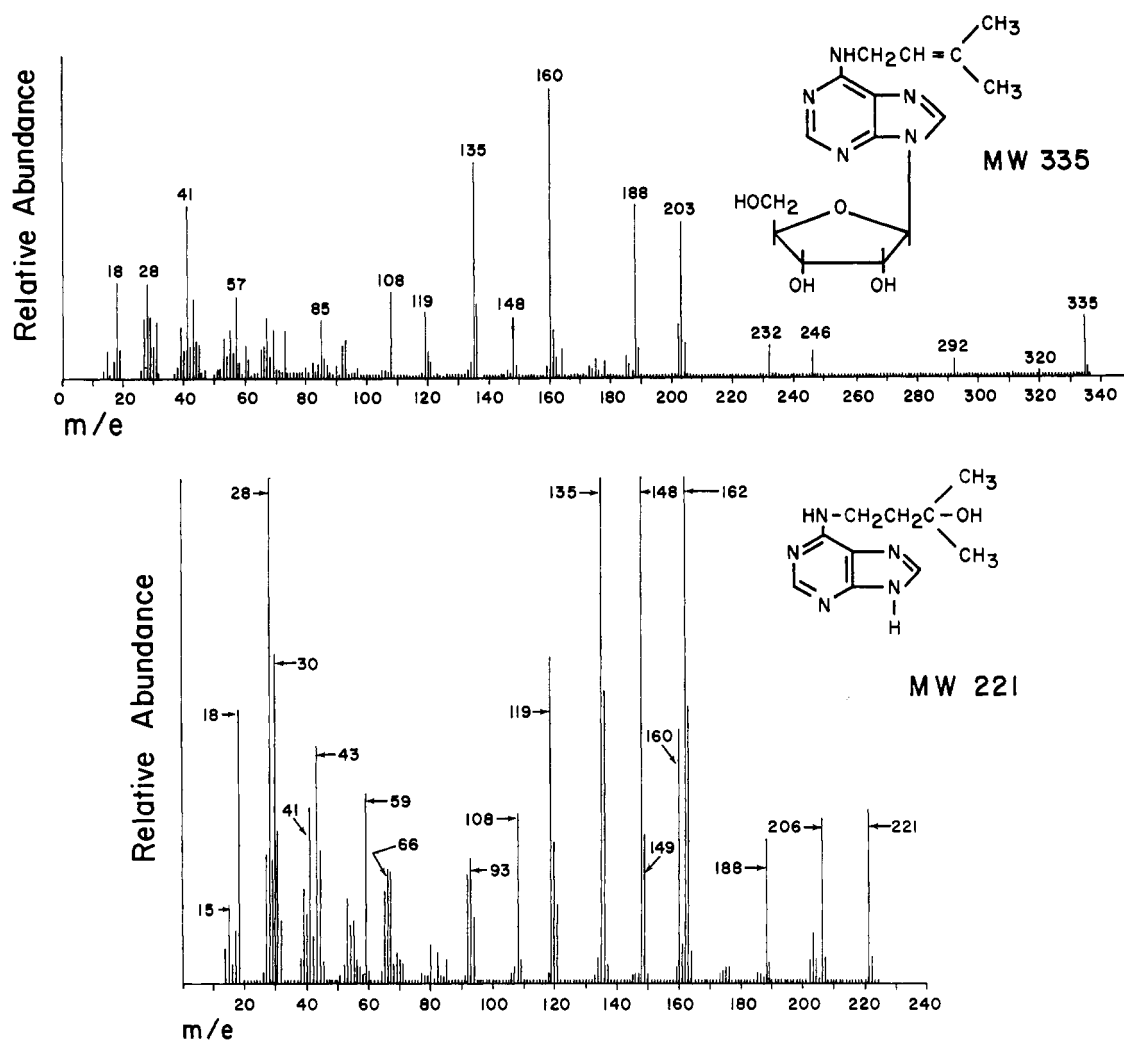 Relative Abundance
18
28
41
57
85
108
119
135
148
160
188
203
232
246
292
320
335
0 20 40 60 80 100 120 140 160 180 200 220 240 260 280 300 320 340
m/e
NHCH₂CH=C
CH₃
CH₃
N
N
N
N
MW 335
HOCH₂
O
OH
OH
Relative Abundance
15
18
28
30
41
43
59
66
93
108
119
135
148
149
160
162
188
206
221
20 40 60 80 100 120 140 160 180 200 220 240
m/e
CH₃
HN-CH₂CH₂C-OH
CH₃
N
N
N
N
H
MW 221